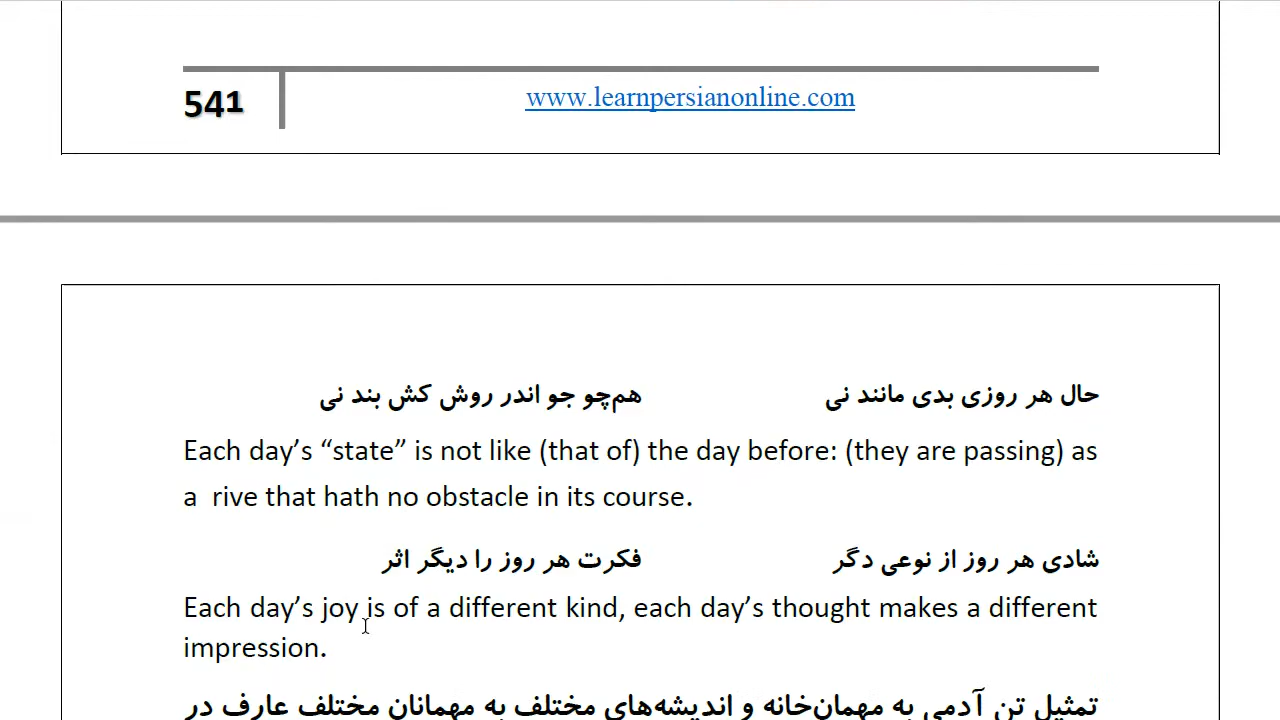 541
www.learnpersianonline.com
حال هر روزی بدی مانند نی هم‌چو جو اندر روش کش بند نی
Each day’s “state” is not like (that of) the day before: (they are passing) as
a rive that hath no obstacle in its course.
شادی هر روز از نوعی دگر فکرت هر روز را دیگر اثر
Each day’s joy is of a different kind, each day’s thought makes a different
impression.
تمثیل تن آدمی به مهمان‌خانه و اندیشه‌های مختلف به مهمانان مختلف عارف در